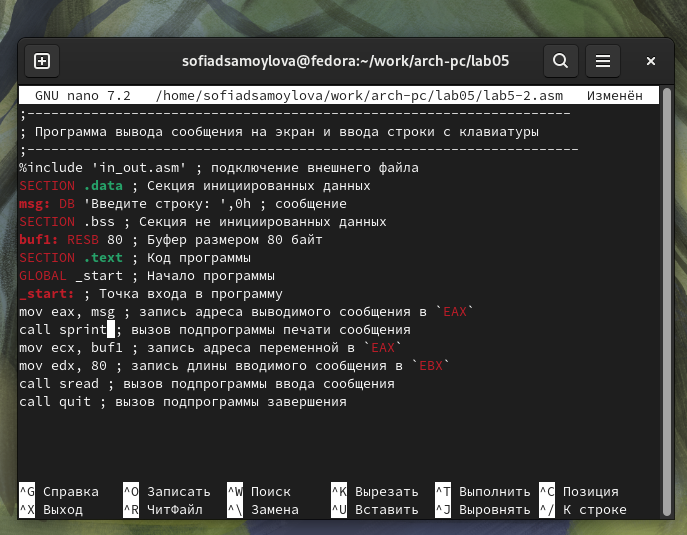 sofiadsamoylova@fedora:~/work/arch-pc/lab05
GNU nano 7.2 /home/sofiadsamoylova/work/arch-pc/lab05/lab5-2.asm Изменён
;--------------------------------------------------------------------
; Программа вывода сообщения на экран и ввода строки с клавиатуры
;---------------------------------------------------------------------
%include 'in_out.asm' ; подключение внешнего файла
SECTION .data ; Секция инициированных данных
msg: DB 'Введите строку: ',0h ; сообщение
SECTION .bss ; Секция не инициированных данных
buf1: RESB 80 ; Буфер размером 80 байт
SECTION .text ; Код программы
GLOBAL _start ; Начало программы
_start: ; Точка входа в программу
mov eax, msg ; запись адреса выводимого сообщения в `EAX`
call sprint ; вызов подпрограммы печати сообщения
mov ecx, buf1 ; запись адреса переменной в `EAX`
mov edx, 80 ; запись длины вводимого сообщения в `EBX`
call sread ; вызов подпрограммы ввода сообщения
call quit ; вызов подпрограммы завершения
^G Справка ^O Записать ^W Поиск ^K Вырезать ^T Выполнить ^C Позиция
^X Выход ^R ЧитФайл ^\ Замена ^U Вставить ^J Выровнять ^/ К строке